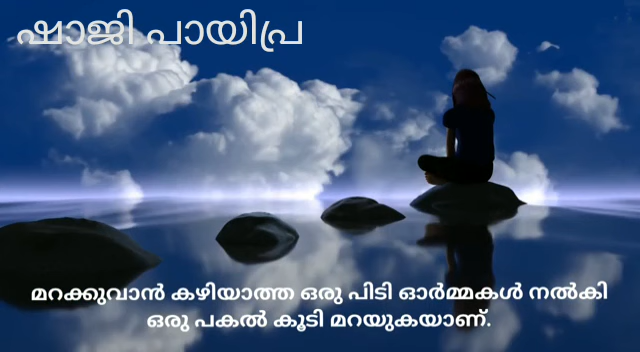 ഷാജി പായിപ്ര
മറക്കുവാൻ കഴിയാത്ത ഒരു പിടി ഓർമ്മകൾ നൽകി
ഒരു പകൽ കൂടി മറയുകയാണ്.